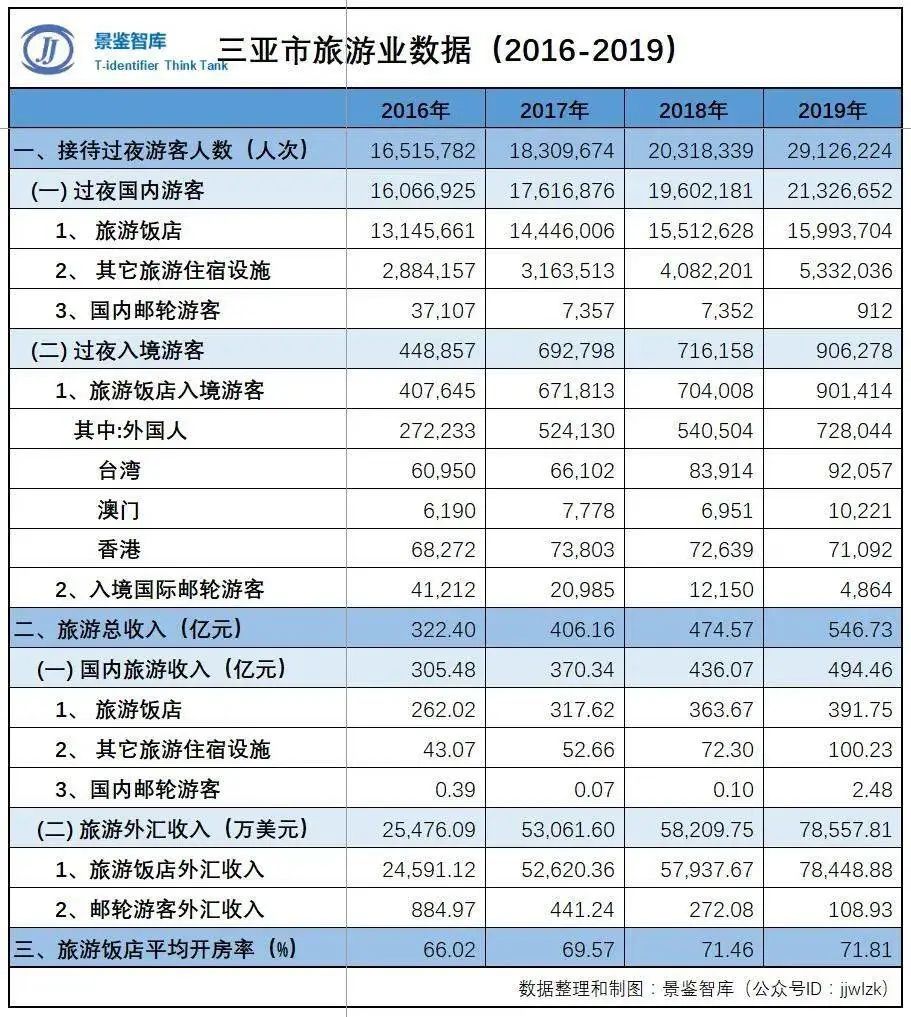 景鉴智库
T-identifier Think Tank
三亚市旅游业数据（2016-2019）
2016年 2017年 2018年 2019年
一、接待过夜游客人数（人次） 16,515,782 18,309,674 20,318,339 29,126,224
(一) 过夜国内游客 16,066,925 17,616,876 19,602,181 21,326,652
1、 旅游饭店 13,145,661 14,446,006 15,512,628 15,993,704
2、 其它旅游住宿设施 2,884,157 3,163,513 4,082,201 5,332,036
3、国内邮轮游客 37,107 7,357 7,352 912
(二) 过夜入境游客 448,857 692,798 716,158 906,278
1、旅游饭店入境游客 407,645 671,813 704,008 901,414
其中:外国人 272,233 524,130 540,504 728,044
台湾 60,950 66,102 83,914 92,057
澳门 6,190 7,778 6,951 10,221
香港 68,272 73,803 72,639 71,092
2、入境国际邮轮游客 41,212 20,985 12,150 4,864
二、旅游总收入（亿元） 322.40 406.16 474.57 546.73
(一) 国内旅游收入（亿元） 305.48 370.34 436.07 494.46
1、 旅游饭店 262.02 317.62 363.67 391.75
2、 其它旅游住宿设施 43.07 52.66 72.30 100.23
3、国内邮轮游客 0.39 0.07 0.10 2.48
(二) 旅游外汇收入（万美元） 25,476.09 53,061.60 58,209.75 78,557.81
1、旅游饭店外汇收入 24,591.12 52,620.36 57,937.67 78,448.88
2、邮轮游客外汇收入 884.97 441.24 272.08 108.93
三、旅游饭店平均开房率（%） 66.02 69.57 71.46 71.81
数据整理和制图：景鉴智库（公众号ID：jjwlzk）